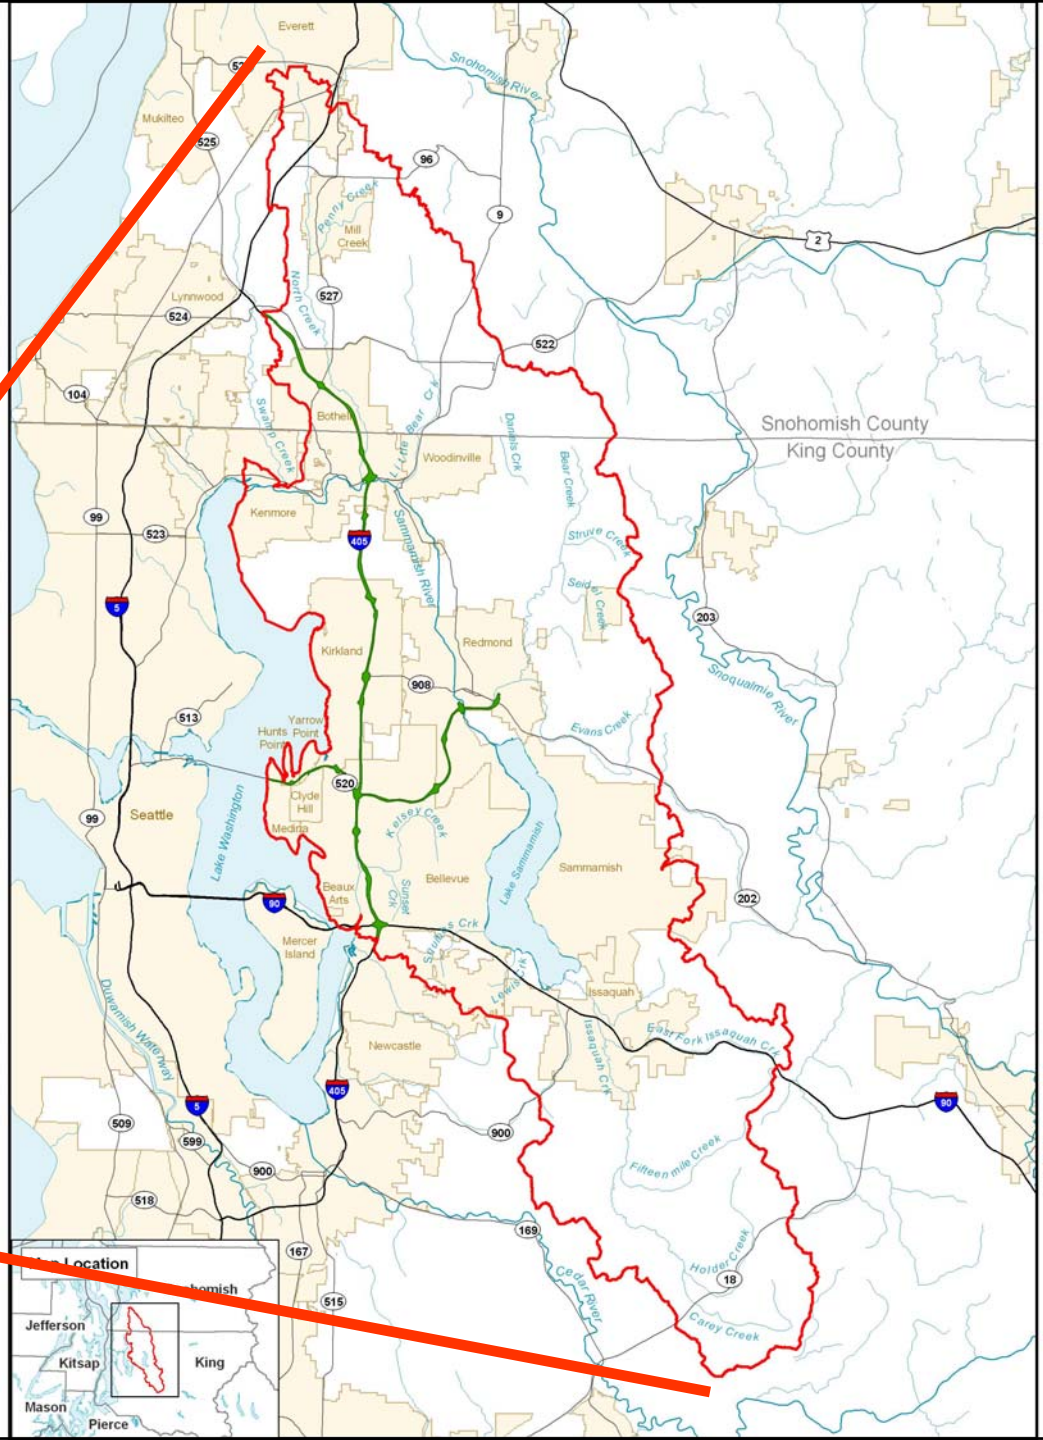 Everett
Snohomish River
Mukilteo
525
96
9
Penny Creek
Mill
Creek
2
North Creek
527
Lynnwood
524
522
104
Swamp Creek
Bothell
Little Bear Crk
Daniels Crk
Snohomish County
King County
Woodinville
Bear Creek
99
Kenmore
523
405
Sammamish River
Struve Creek
Seidel Creek
5
203
Kirkland
Redmond
908
Snoqualmie River
513
Yarrow
Point
Hunts
Point
Evans Creek
520
Clyde
Hill
99
Seattle
Lake Washington
Medina
Kelsey Creek
Lake Sammamish
Sammamish
Bellevue
Beaux
Arts
Sunset
Crk
90
202
Mercer
Island
Squibbs Crk
Lewis Crk
Issaquah
Duwamish Waterway
Newcastle
Issaquah Crk
East Fork Issaquah Crk
405
5
90
509
599
900
900
Fifteenmile Creek
518
169
167
Holder Creek
18
Cedar River
515
Carey Creek
Location
Jefferson
Kitsap
King
Mason
Pierce